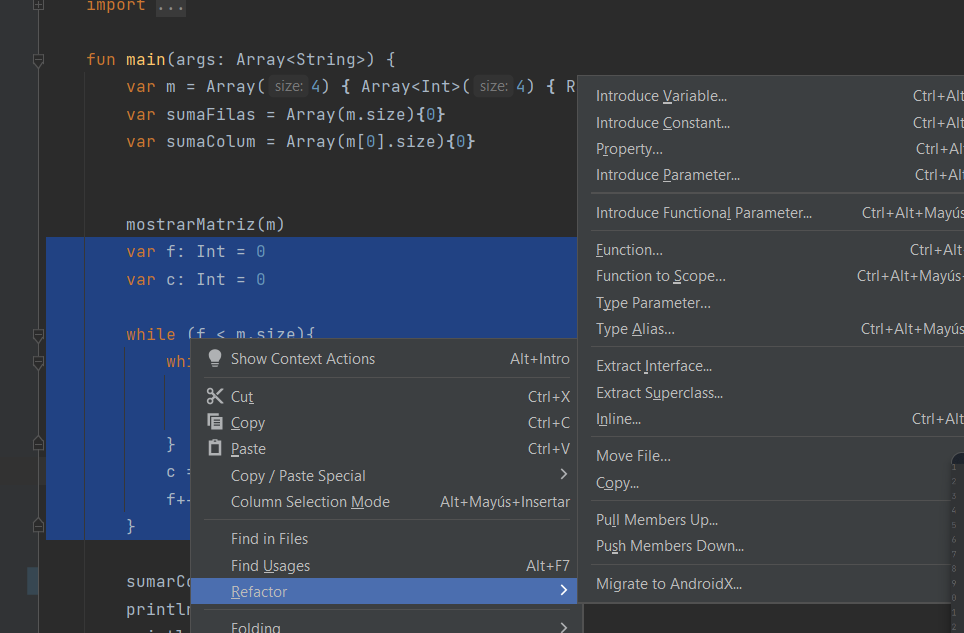 import ...
fun main(args: Array<String>) {
var m = Array( size: 4) { Array<Int>( size: 4) { R
var sumaFilas = Array(m.size){0}
var sumaColum = Array(m[0].size){0}
mostrarMatriz(m)
var f: Int = 0
var c: Int = 0
while (f < m.size){
whi
}
c =
f+-
}
sumarCo
println
Show Context Actions Alt+Intro
Cut Ctrl+X
Copy Ctrl+C
Paste Ctrl+V
Copy / Paste Special
Column Selection Mode Alt+Mayús+Insertar
Find in Files
Find Usages Alt+F7
Refactor
Folding
Introduce Variable... Ctrl+Alt
Introduce Constant... Ctrl+Alt
Property... Ctrl+Al
Introduce Parameter... Ctrl+Al
Introduce Functional Parameter... Ctrl+Alt+Mayús
Function... Ctrl+Alt
Function to Scope... Ctrl+Alt+Mayús-
Type Parameter...
Type Alias... Ctrl+Alt+Mayús
Extract Interface...
Extract Superclass...
Inline... Ctrl+Alt
Move File...
Copy...
Pull Members Up...
Push Members Down...
Migrate to AndroidX...